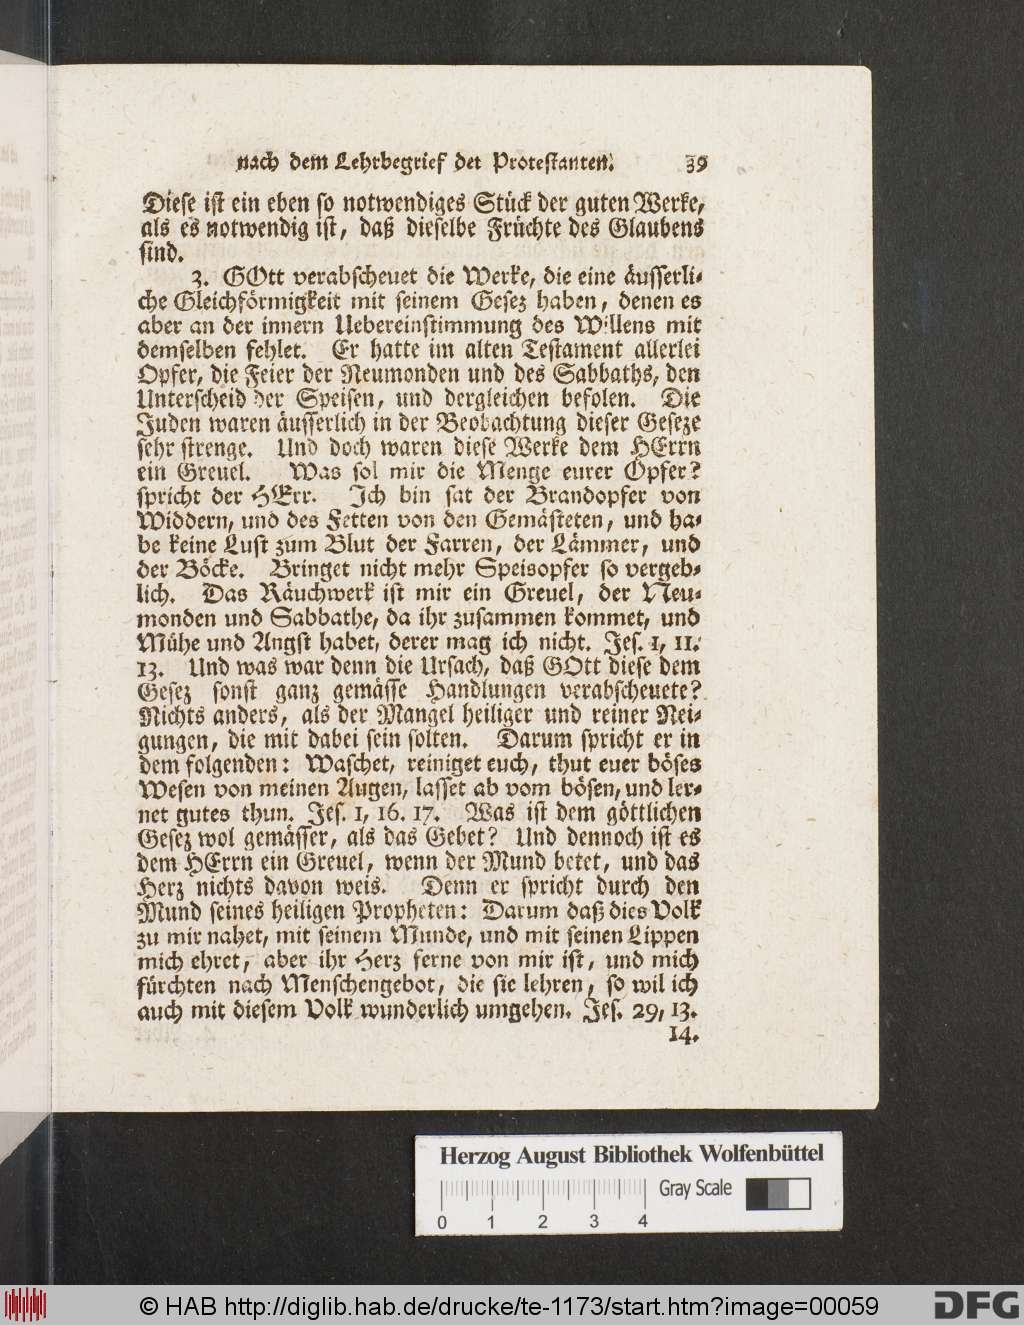 nach dem Lehrbegrief der Protestanten. 39
Diese ist ein eben so notwendiges Stück der guten Werke,
als es notwendig ist, daß dieselbe Früchte des Glaubens
sind.
3. GOtt verabscheuet die Werke, die eine äusserli-
che Gleichförmigkeit mit seinem Gesez haben, denen es
aber an der innern Uebereinstimmung des Willens mit
demselben fehlet. Er hatte im alten Testament allerlei
Opfer, die Feier der Neumonden und des Sabbaths, den
Unterscheid der Speisen, und dergleichen befolen. Die
Juden waren äusserlich in der Beobachtung dieser Geseze
sehr strenge. Und doch waren diese Werke dem HErrn
ein Greuel. Was sol mir die Menge eurer Opfer?
spricht der HErr. Ich bin sat der Brandopfer von
Widdern, und des Fetten von den Gemästeten, und ha-
be keine Lust zum Blut der Farren, der Lämmer, und
der Böcke. Bringet nicht mehr Speisopfer so vergeb-
lich. Das Räuchwerk ist mir ein Greuel, der Neu-
monden und Sabbathe, da ihr zusammen kommet, und
Mühe und Angst habet, derer mag ich nicht. Jes. 1, 11.
13. Und was war denn die Ursach, daß GOtt diese dem
Gesez sonst ganz gemässe Handlungen verabscheuete?
Nichts anders, als der Mangel heiliger und reiner Nei-
gungen, die mit dabei sein solten. Darum spricht er in
dem folgenden: Waschet, reiniget euch, thut euer böses
Wesen von meinen Augen, lasset ab vom bösen, und ler-
net gutes thun. Jes. 1, 16. 17. Was ist dem göttlichen
Gesez wol gemässer, als das Gebet? Und dennoch ist es
dem HErrn ein Greuel, wenn der Mund betet, und das
Herz nichts davon weis. Denn er spricht durch den
Mund seines heiligen Propheten: Darum daß dies Volk
zu mir nahet, mit seinem Munde, und mit seinen Lippen
mich ehret, aber ihr Herz ferne von mir ist, und mich
fürchten nach Menschengebot, die sie lehren, so wil ich
auch mit diesem Volk wunderlich umgehen. Jes. 29, 13.
14.
Herzog August Bibliothek Wolfenbüttel
Gray Scale
0 1 2 3 4
© HAB http://diglib.hab.de/drucke/te-1173/start.htm?image=00059
DFG